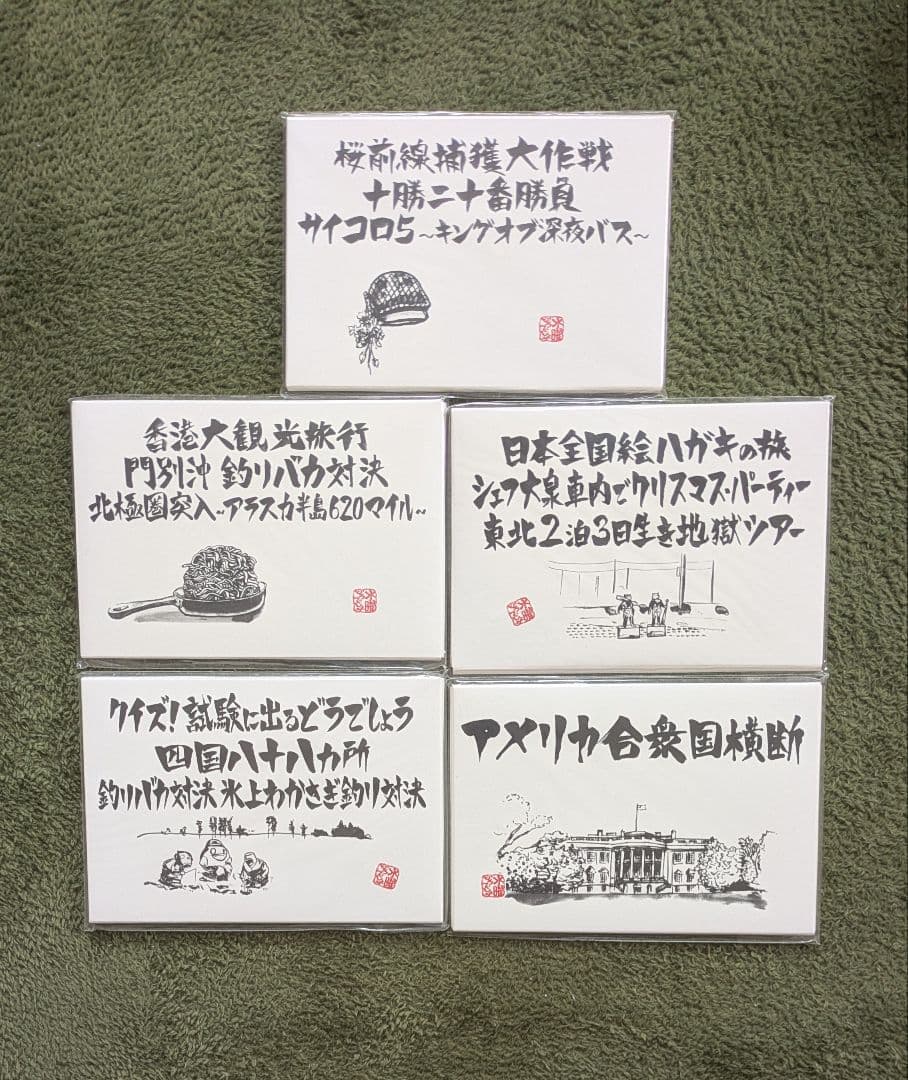 桜前線捕獲大作戦
十勝二十番勝負
サイコロ5~キングオブ深夜バス~
香港大観光旅行
門別沖 釣りバカ対決
北極圏突入~アラスカ半島620マイル~
日本全国絵ハガキの旅
シェフ大泉車内でクリスマス・パーティー
東北2泊3日生き地獄ツアー
クイズ!試験に出るどうでしょう
四国八十八カ所
釣りバカ対決 氷上わかさぎ釣り対決
アメリカ合衆国横断